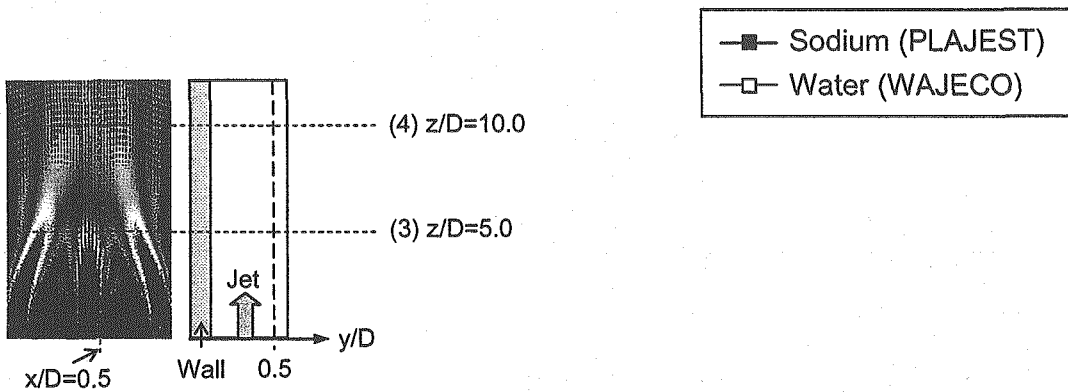 Sodium (PLAJEST)
Water (WAJECO)
(4) z/D=10.0
(3) z/D=5.0
Jet
y/D
Wall
0.5
x/D=0.5